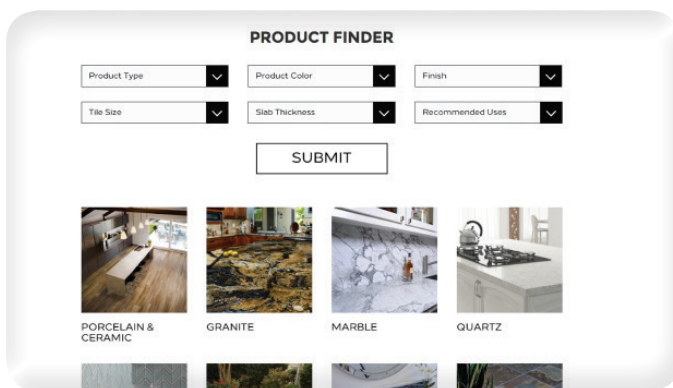 PRODUCT FINDER
Product Type
Product Color
Finish
Tile Size
Slab Thickness
Recommended Uses
SUBMIT
PORCELAIN &
CERAMIC
GRANITE
MARBLE
QUARTZ